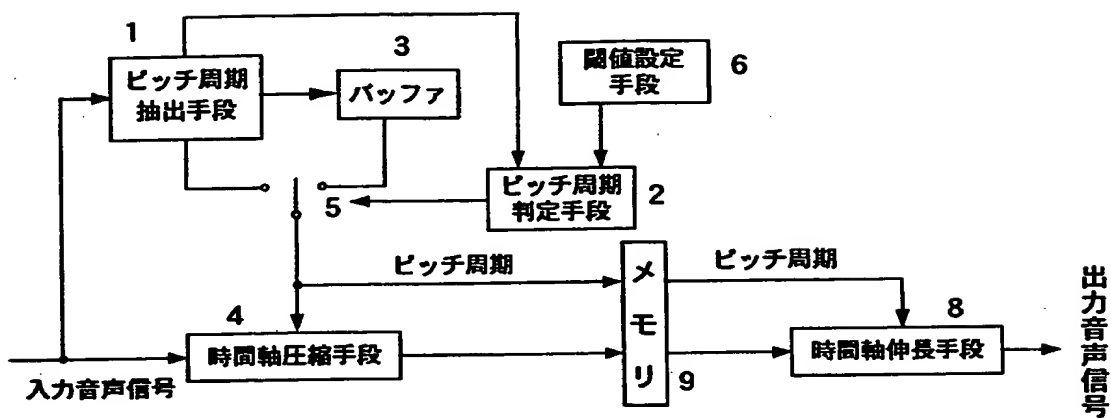 1
ピッチ周期
抽出手段
3
バッファ
閾値設定
手段
6
ピッチ周期
判定手段
2
5
ピッチ周期
メモリ
9
ピッチ周期
4
時間軸圧縮手段
8
時間軸伸長手段
入力音声信号
出力音声信号